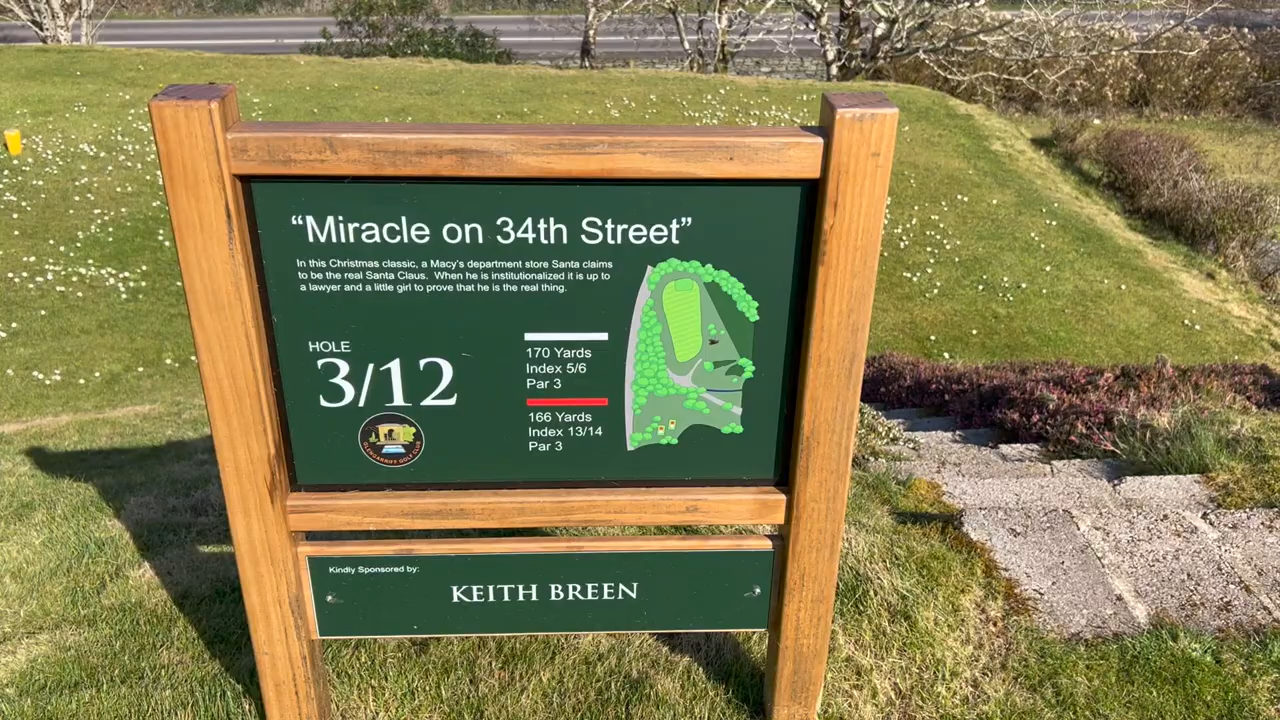 “Miracle on 34th Street”
In this Christmas classic, a Macy's department store Santa claims
to be the real Santa Claus. When he is institutionalized it is up to
a lawyer and a little girl to prove that he is the real thing.
HOLE
3/12
170 Yards
Index 5/6
Par 3
166 Yards
Index 13/14
Par 3
GLENGARRIFF GOLF CLUB
Kindly Sponsored by:
KEITH BREEN